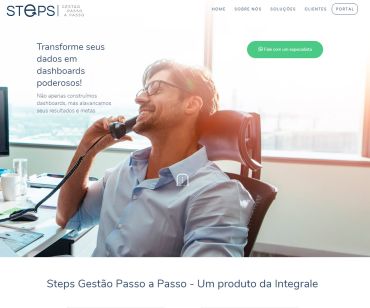 STEPS
GESTÃO
PASSO
A PASSO
HOME SOBRE NÓS SOLUÇÕES CLIENTES PORTAL
Transforme seus
dados em
dashboards
poderosos!
Não apenas construímos
dashboards, mas alavancamos
seus resultados e metas.
Fale com um especialista
Steps Gestão Passo a Passo - Um produto da Integrale